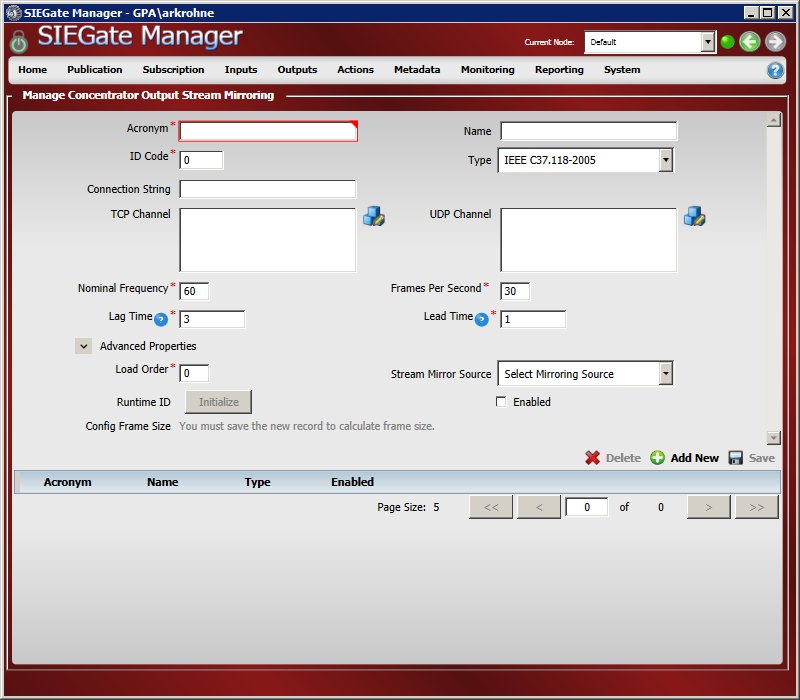 SIEGate Manager - GPA\arkrohne
SIEGate Manager
Current Node: Default
Home Publication Subscription Inputs Outputs Actions Metadata Monitoring Reporting System ?
Manage Concentrator Output Stream Mirroring
Acronym * Name
ID Code * 0 Type IEEE C37.118-2005
Connection String
TCP Channel UDP Channel
Nominal Frequency * 60 Frames Per Second * 30
Lag Time ? * 3 Lead Time ? * 1
Advanced Properties
Load Order * 0 Stream Mirror Source Select Mirroring Source
Runtime ID Initialize Enabled
Config Frame Size You must save the new record to calculate frame size.
Delete Add New Save
Acronym Name Type Enabled
Page Size: 5 << < 0 of 0 > >>